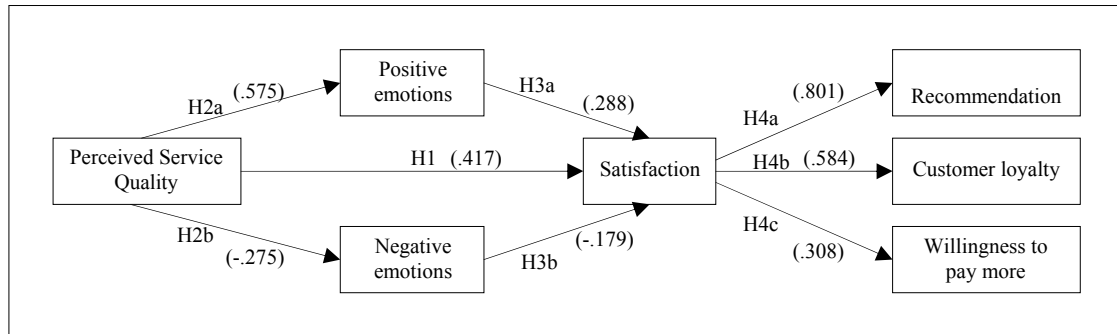 Positive
emotions
H2a
(.575)
H3a
(.288)
(.801)
H4a
Recommendation
Perceived Service
Quality
H1 (.417)
Satisfaction
H4b (.584)
Customer loyalty
H2b
(-.275)
Negative
emotions
H3b
(-.179)
H4c
(.308)
Willingness to
pay more